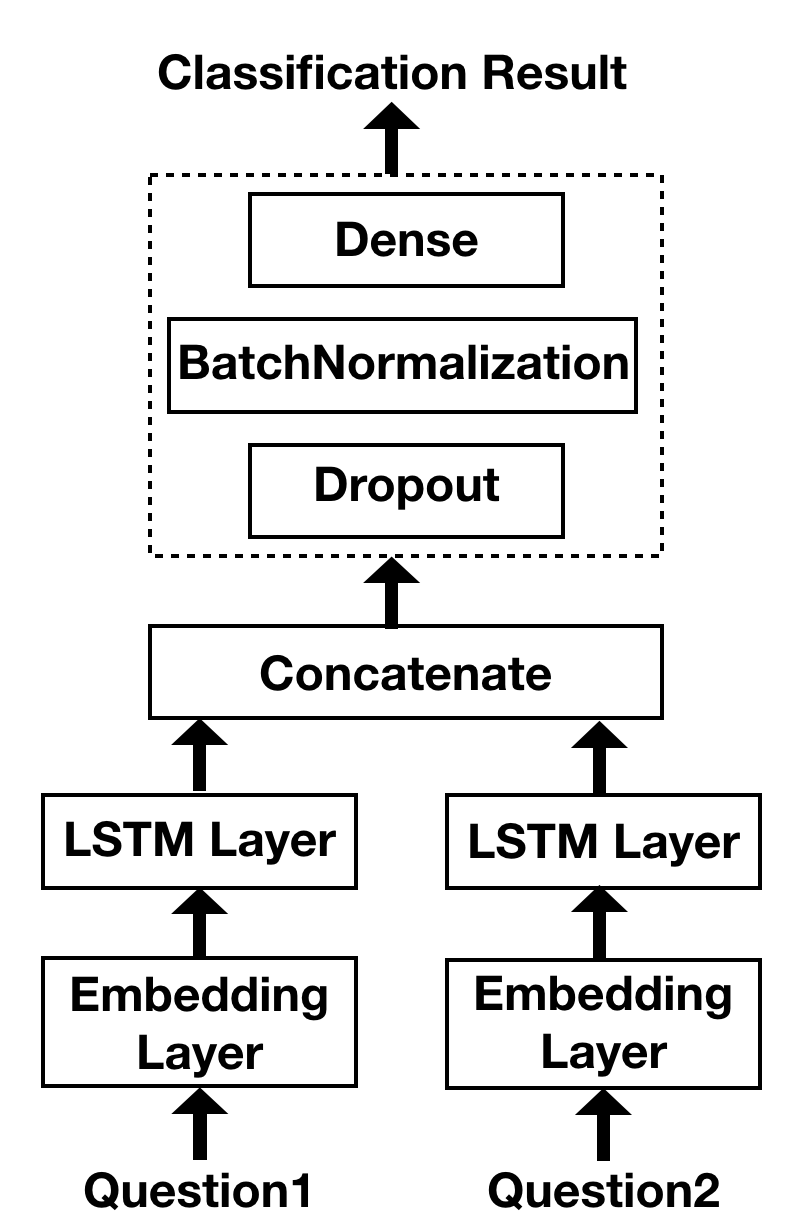 Classification Result
Dense
BatchNormalization
Dropout
Concatenate
LSTM Layer
LSTM Layer
Embedding
Layer
Embedding
Layer
Question1
Question2